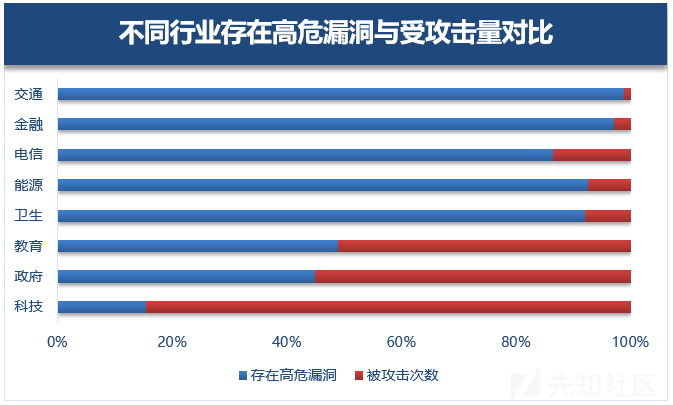 不同行业存在高危漏洞与受攻击量对比
交通
金融
电信
能源
卫生
教育
政府
科技
0% 20% 40% 60% 80% 100%
存在高危漏洞 被攻击次数
先知社区